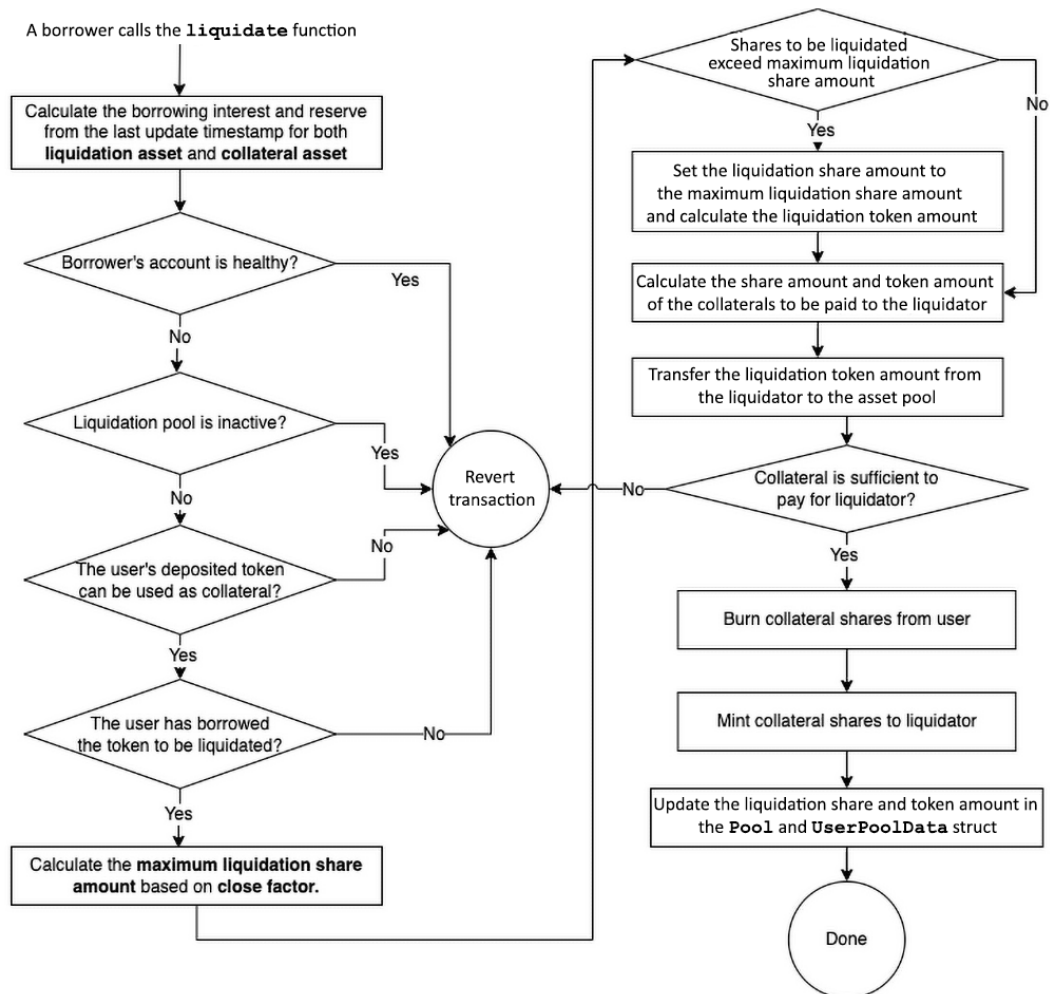 A borrower calls the liquidate function
Calculate the borrowing interest and reserve
from the last update timestamp for both
liquidation asset and collateral asset
Borrower's account is healthy?
Yes
No
Liquidation pool is inactive?
Yes
No
The user's deposited token
can be used as collateral?
No
Yes
The user has borrowed
the token to be liquidated?
No
Yes
Calculate the maximum liquidation share
amount based on close factor.
Revert
transaction
Shares to be liquidated
exceed maximum liquidation
share amount
No
Yes
Set the liquidation share amount to
the maximum liquidation share amount
and calculate the liquidation token amount
Calculate the share amount and token amount
of the collaterals to be paid to the liquidator
Transfer the liquidation token amount from
the liquidator to the asset pool
Collateral is sufficient to
pay for liquidator?
No
Yes
Burn collateral shares from user
Mint collateral shares to liquidator
Update the liquidation share and token amount in
the Pool and UserPoolData struct
Done